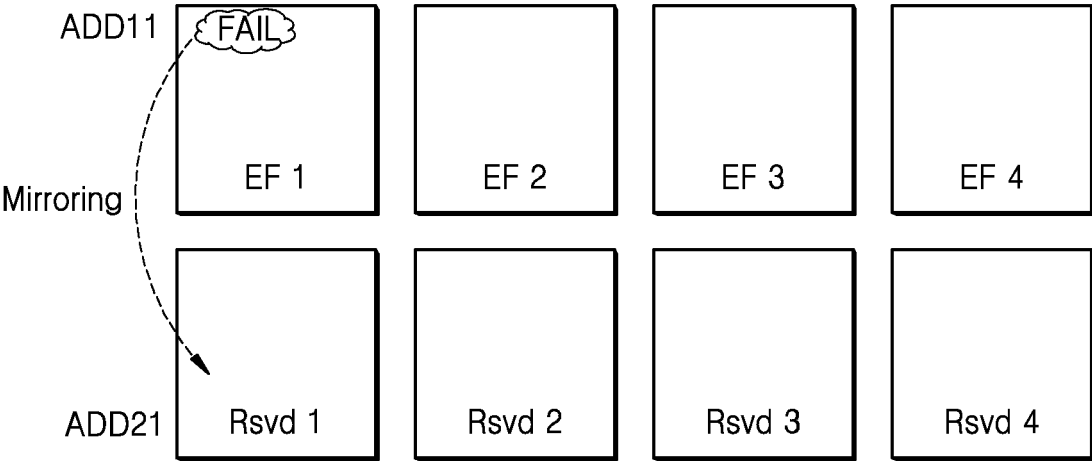 ADD11 FAIL
EF 1 EF 2 EF 3 EF 4
Mirroring
ADD21 Rsvd 1 Rsvd 2 Rsvd 3 Rsvd 4